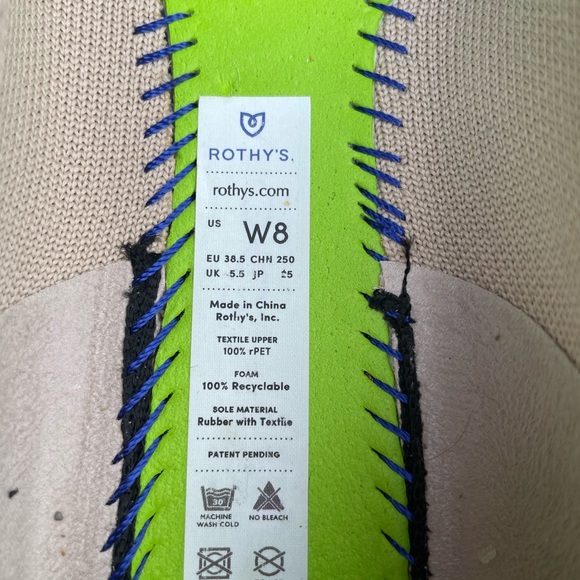 ROTHY'S.
rothys.com
US W8
EU 38.5 CHN 250
UK 5.5 JP 25
Made in China
Rothy's, Inc.
TEXTILE UPPER
100% rPET
FOAM
100% Recyclable
SOLE MATERIAL
Rubber with Textile
PATENT PENDING
30°
MACHINE WASH COLD
NO BLEACH